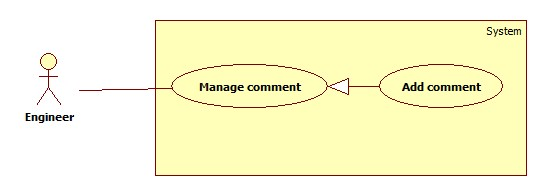 System
Manage comment
Add comment
Engineer